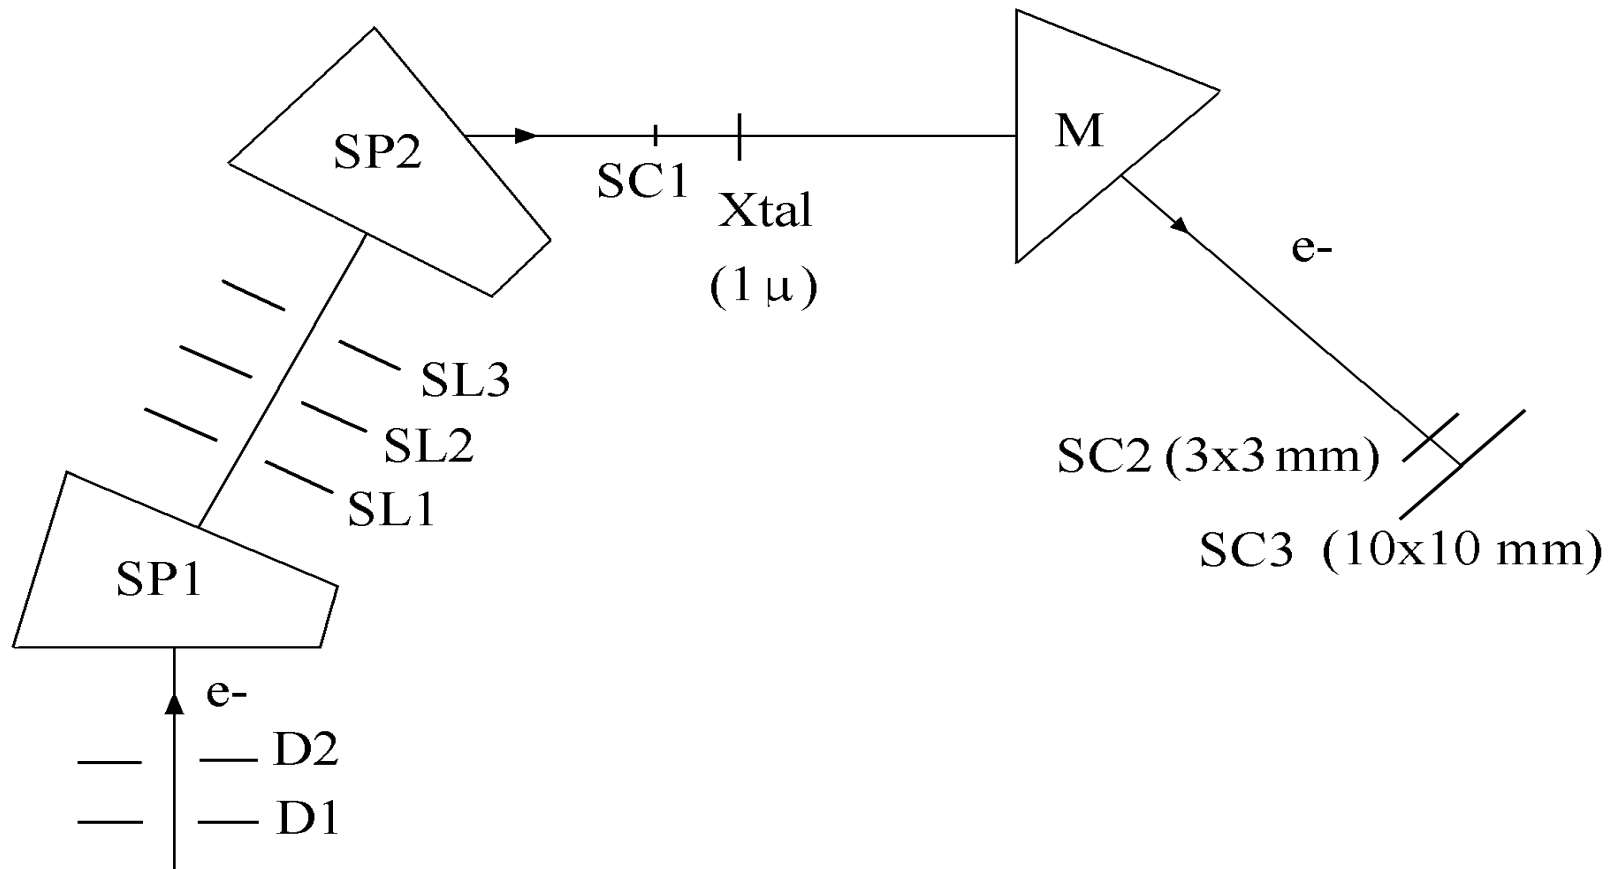 SP2
M
SC1
Xtal
(1 μ)
e-
SL3
SL2
SL1
SC2 (3x3 mm)
SC3 (10x10 mm)
SP1
e-
D2
D1